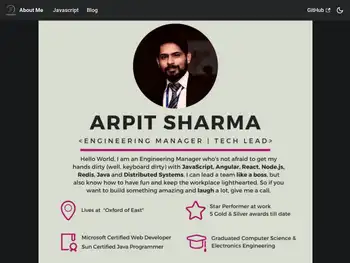 About Me Javascript Blog GitHub
ARPIT SHARMA
<ENGINEERING MANAGER | TECH LEAD>
Hello World, I am an Engineering Manager who's not afraid to get my
hands dirty (well, keyboard dirty) with JavaScript, Angular, React, Node.js,
Redis, Java and Distributed Systems. I can lead a team like a boss, but
also know how to have fun and keep the workplace lighthearted. So if you
want to build something amazing and laugh a lot, give me a call.
Lives at "Oxford of East"
Star Performer at work
5 Gold & Silver awards till date
Microsoft Certified Web Developer
Sun Certified Java Programmer
Graduated Computer Science &
Electronics Engineering